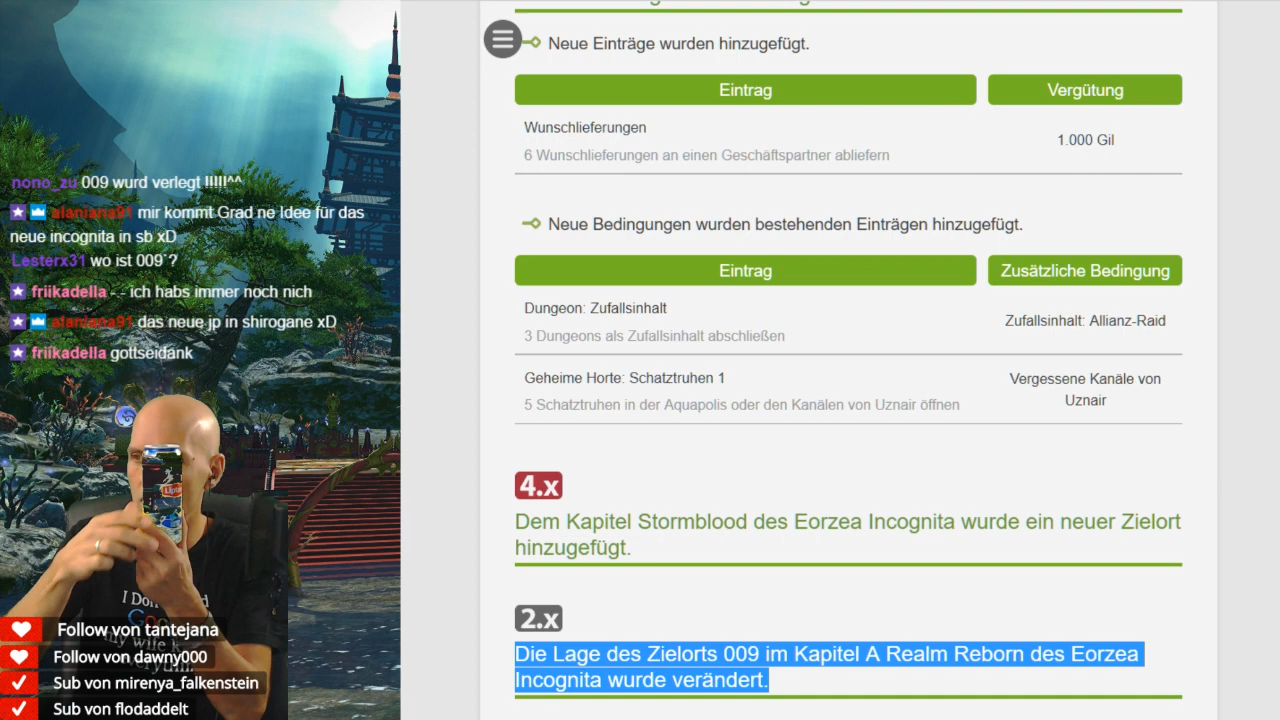 nono_zu 009 wurd verlegt !!!!!^^
alaniana91 mir kommt Grad ne Idee für das
neue incognita in sb xD
Lesterx31 wo ist 009´?
friikadella -.- ich habs immer noch nich
alaniana91 das neue jp in shirogane xD
friikadella gottseidank
I Don't
my wife
Follow von tantejana
Follow von dawny000
Sub von mirenya_falkenstein
Sub von flodaddelt
Neue Einträge wurden hinzugefügt.
Eintrag
Vergütung
Wunschlieferungen
6 Wunschlieferungen an einen Geschäftspartner abliefern
1.000 Gil
Neue Bedingungen wurden bestehenden Einträgen hinzugefügt.
Eintrag
Zusätzliche Bedingung
Dungeon: Zufallsinhalt
3 Dungeons als Zufallsinhalt abschließen
Zufallsinhalt: Allianz-Raid
Geheime Horte: Schatztruhen 1
5 Schatztruhen in der Aquapolis oder den Kanälen von Uznair öffnen
Vergessene Kanäle von
Uznair
4.x
Dem Kapitel Stormblood des Eorzea Incognita wurde ein neuer Zielort
hinzugefügt.
2.x
Die Lage des Zielorts 009 im Kapitel A Realm Reborn des Eorzea
Incognita wurde verändert.